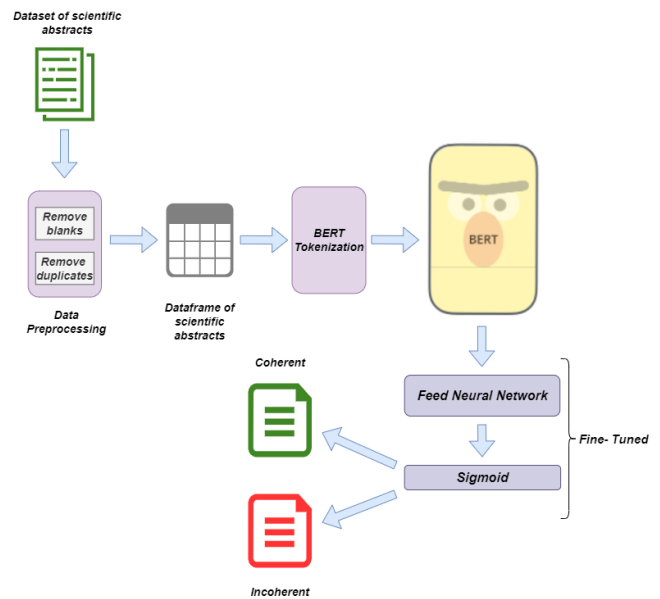 Dataset of scientific
abstracts
Remove
blanks
Remove
duplicates
Data
Preprocessing
Dataframe of
scientific
abstracts
BERT
Tokenization
BERT
Feed Neural Network
Sigmoid
Fine- Tuned
Coherent
Incoherent